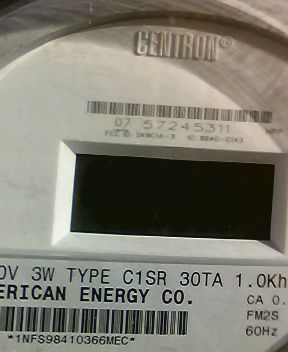 CENTRON®
07 57245311
0V 3W TYPE C1SR 30TA 1.0Kh
ERICAN ENERGY CO.
CA 0.
FM2S
*1NFS98410366MEC*
60Hz